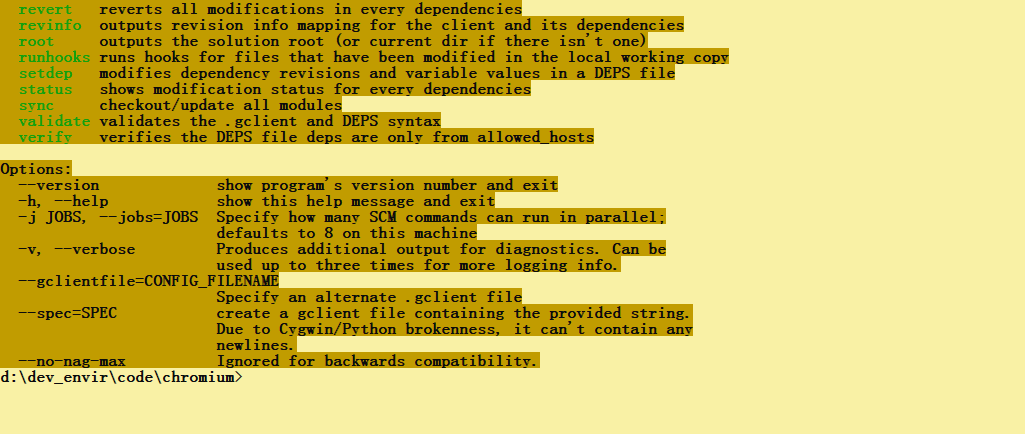 revert   reverts all modifications in every dependencies
revinfo  outputs revision info mapping for the client and its dependencies
root     outputs the solution root (or current dir if there isn't one)
runhooks runs hooks for files that have been modified in the local working copy
setdep   modifies dependency revisions and variable values in a DEPS file
status   shows modification status for every dependencies
sync     checkout/update all modules
validate validates the .gclient and DEPS syntax
verify   verifies the DEPS file deps are only from allowed_hosts
Options:
--version             show program's version number and exit
-h, --help            show this help message and exit
-j JOBS, --jobs=JOBS  Specify how many SCM commands can run in parallel;
defaults to 8 on this machine
-v, --verbose         Produces additional output for diagnostics. Can be
used up to three times for more logging info.
--gclientfile=CONFIG_FILENAME
Specify an alternate .gclient file
--spec=SPEC           create a gclient file containing the provided string.
Due to Cygwin/Python brokenness, it can't contain any
newlines.
--no-nag-max          Ignored for backwards compatibility.
d:\dev_envir\code\chromium>